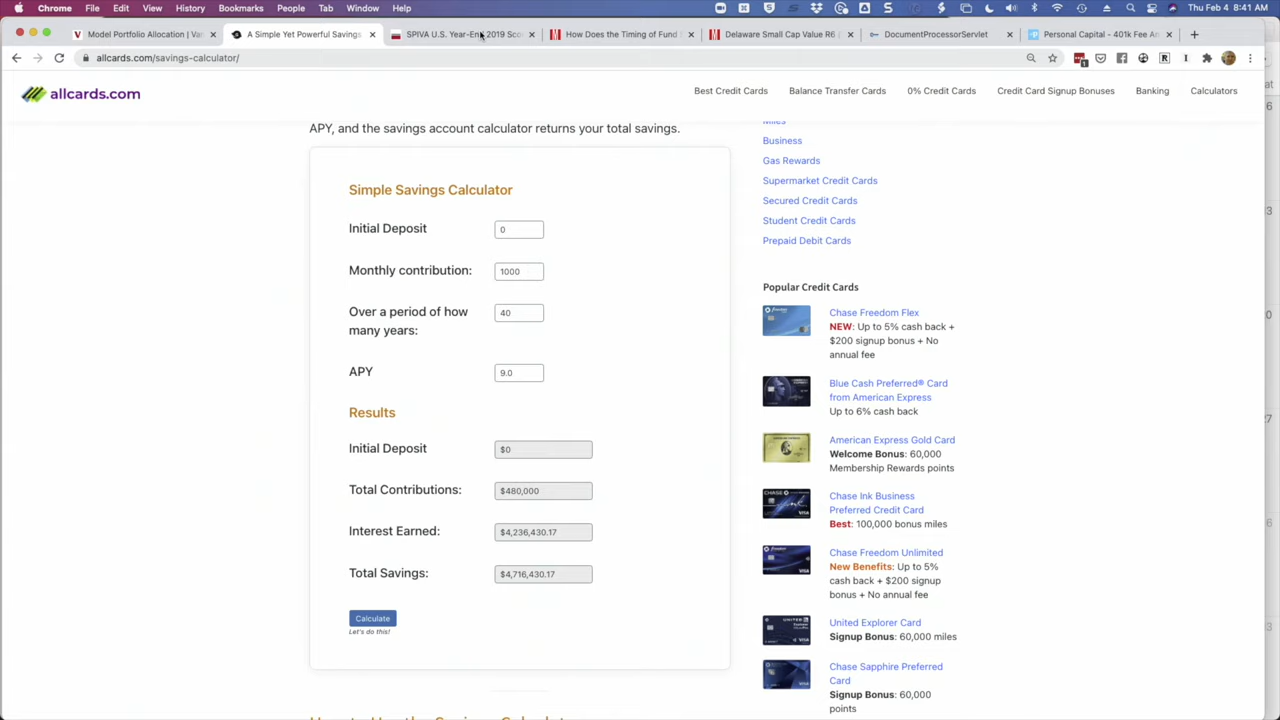 Chrome File Edit View History Bookmarks People Tab Window Help
Model Portfolio Allocation | Van
A Simple Yet Powerful Savings
SPIVA U.S. Year-End 2019 Sco
How Does the Timing of Fund
Delaware Small Cap Value R6
DocumentProcessorServlet
Personal Capital - 401k Fee An
allcards.com/savings-calculator/
allcards.com
Best Credit Cards
Balance Transfer Cards
0% Credit Cards
Credit Card Signup Bonuses
Banking
Calculators
APY, and the savings account calculator returns your total savings.
Simple Savings Calculator
Initial Deposit 0
Monthly contribution: 1000
Over a period of how 40
many years:
APY 9.0
Results
Initial Deposit $0
Total Contributions: $480,000
Interest Earned: $4,236,430.17
Total Savings: $4,716,430.17
Calculate
Let's do this!
Miles
Business
Gas Rewards
Supermarket Credit Cards
Secured Credit Cards
Student Credit Cards
Prepaid Debit Cards
Popular Credit Cards
Chase Freedom Flex
NEW: Up to 5% cash back +
$200 signup bonus + No
annual fee
Blue Cash Preferred® Card
from American Express
Up to 6% cash back
American Express Gold Card
Welcome Bonus: 60,000
Membership Rewards points
Chase Ink Business
Preferred Credit Card
Best: 100,000 bonus miles
Chase Freedom Unlimited
New Benefits: Up to 5%
cash back + $200 signup
bonus + No annual fee
United Explorer Card
Signup Bonus: 60,000 miles
Chase Sapphire Preferred
Card
Signup Bonus: 60,000
points